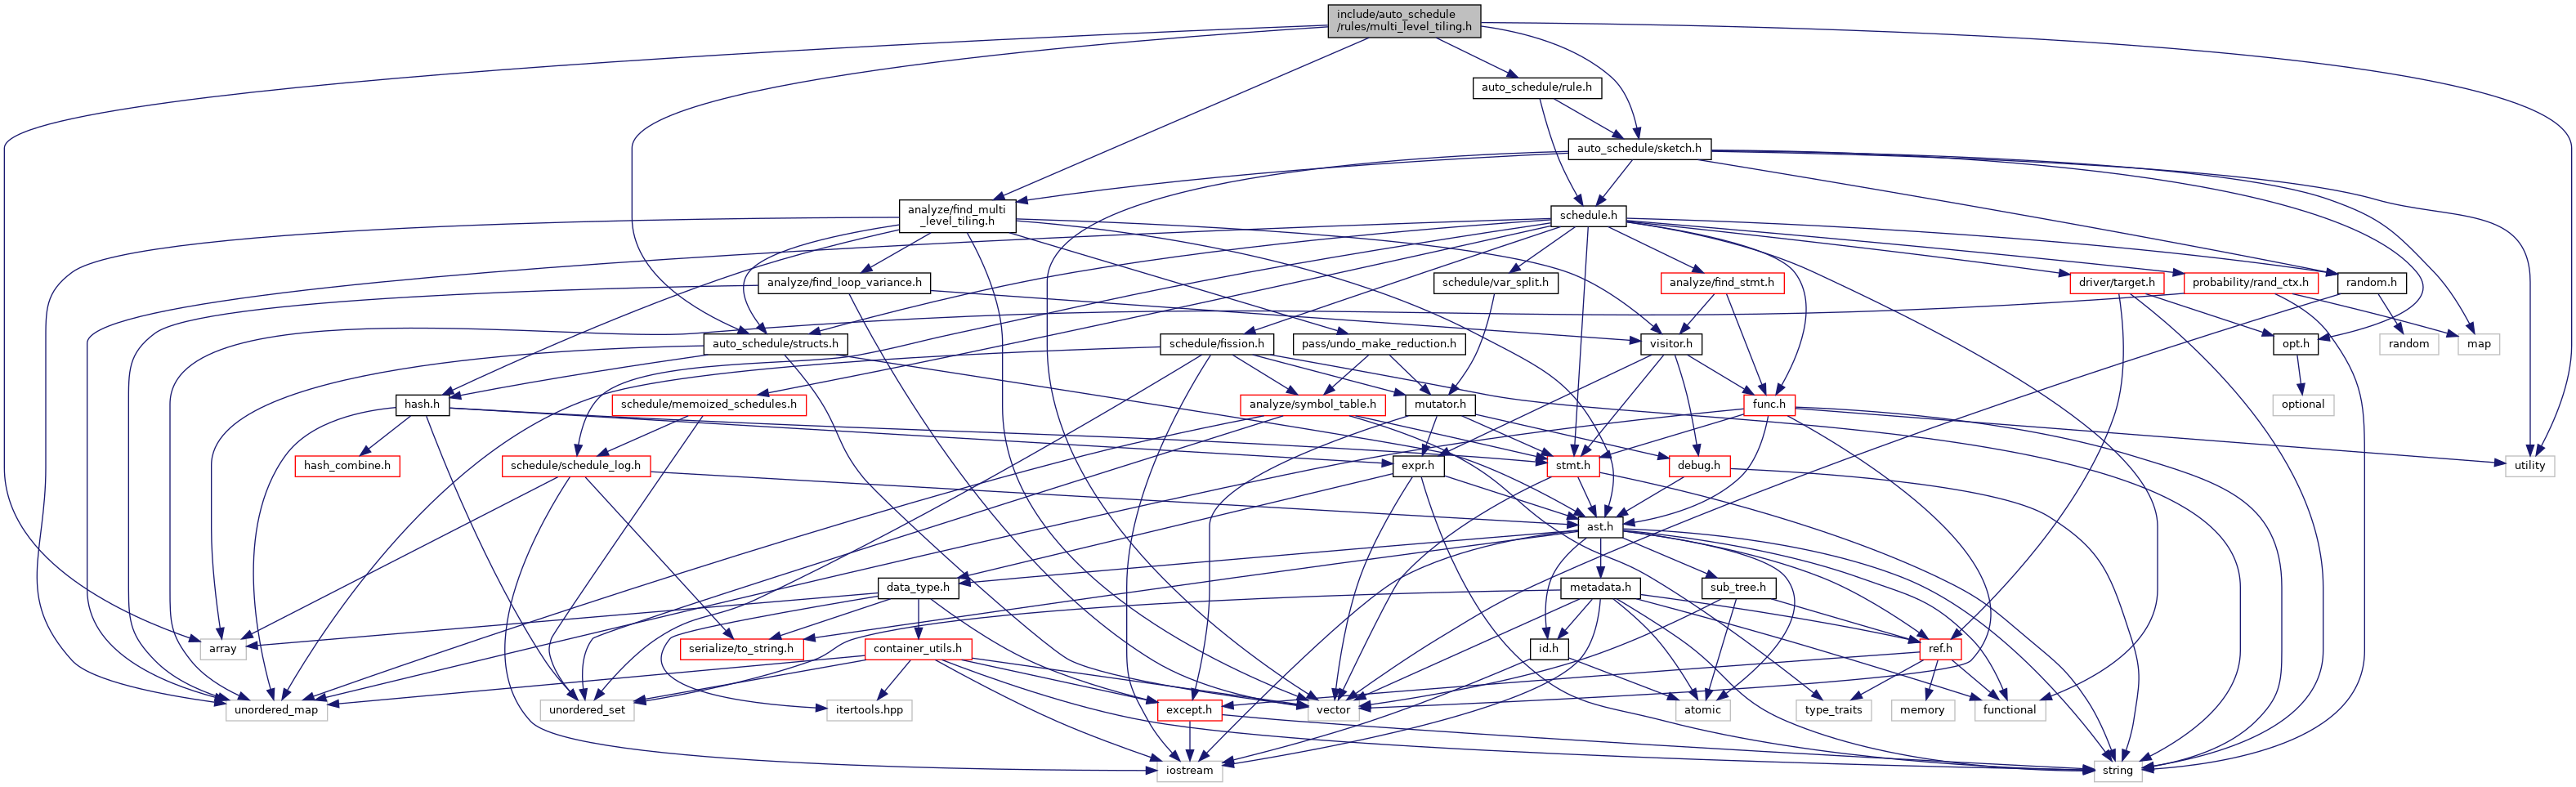 include/auto_schedule
/rules/multi_level_tiling.h
auto_schedule/rule.h
auto_schedule/sketch.h
analyze/find_multi
_level_tiling.h
schedule.h
analyze/find_loop_variance.h
schedule/var_split.h
analyze/find_stmt.h
driver/target.h
probability/rand_ctx.h
random.h
auto_schedule/structs.h
schedule/fission.h
pass/undo_make_reduction.h
visitor.h
opt.h
random
map
hash.h
schedule/memoized_schedules.h
analyze/symbol_table.h
mutator.h
func.h
optional
hash_combine.h
schedule/schedule_log.h
expr.h
stmt.h
debug.h
utility
ast.h
data_type.h
metadata.h
sub_tree.h
array
serialize/to_string.h
container_utils.h
id.h
ref.h
unordered_map
unordered_set
itertools.hpp
except.h
vector
atomic
type_traits
memory
functional
iostream
string